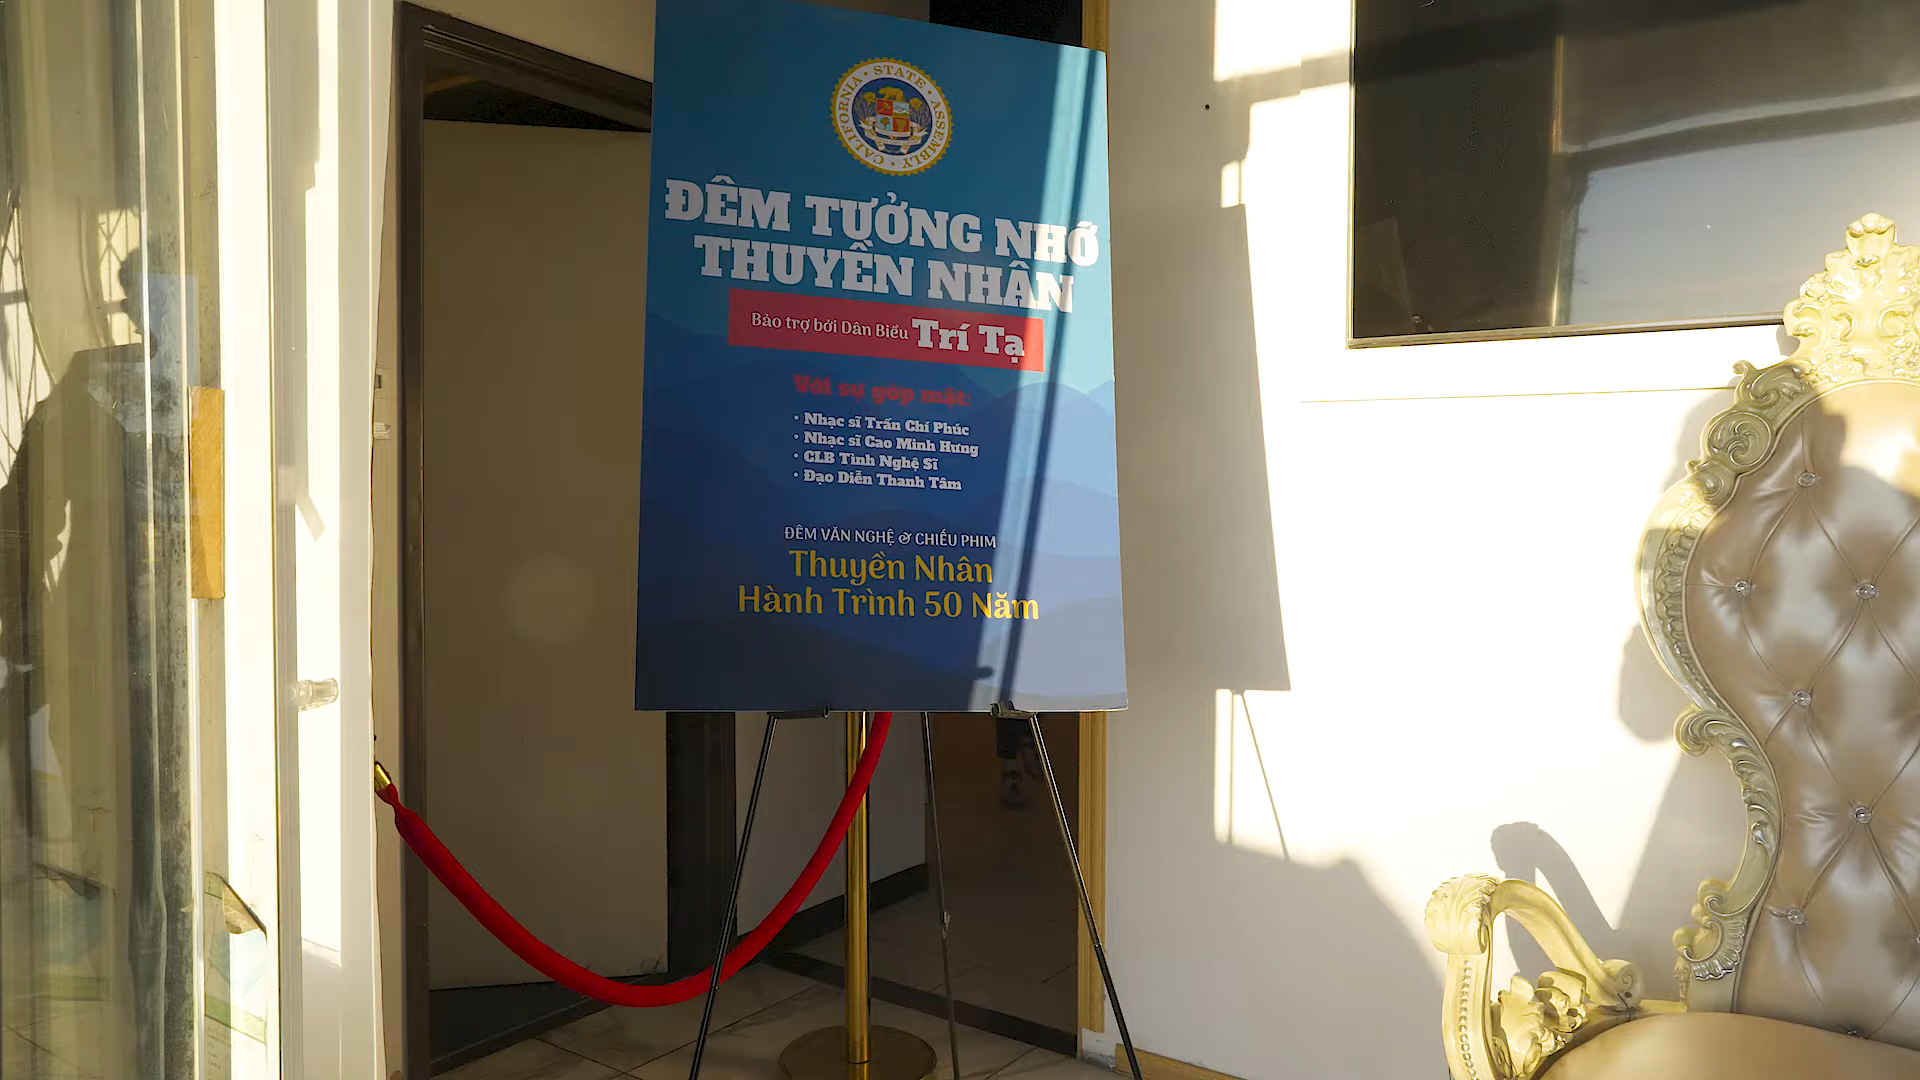 CALIFORNIA • STATE • ASSEMBLY •
ĐÊM TƯỞNG NHỚ
THUYỀN NHÂN
Bảo trợ bởi Dân Biểu Trí Tạ
Với sự góp mặt:
• Nhạc sĩ Trần Chí Phúc
• Nhạc sĩ Cao Minh Hưng
• CLB Tình Nghệ Sĩ
• Đạo Diễn Thanh Tâm
ĐÊM VĂN NGHỆ & CHIẾU PHIM
Thuyền Nhân
Hành Trình 50 Năm